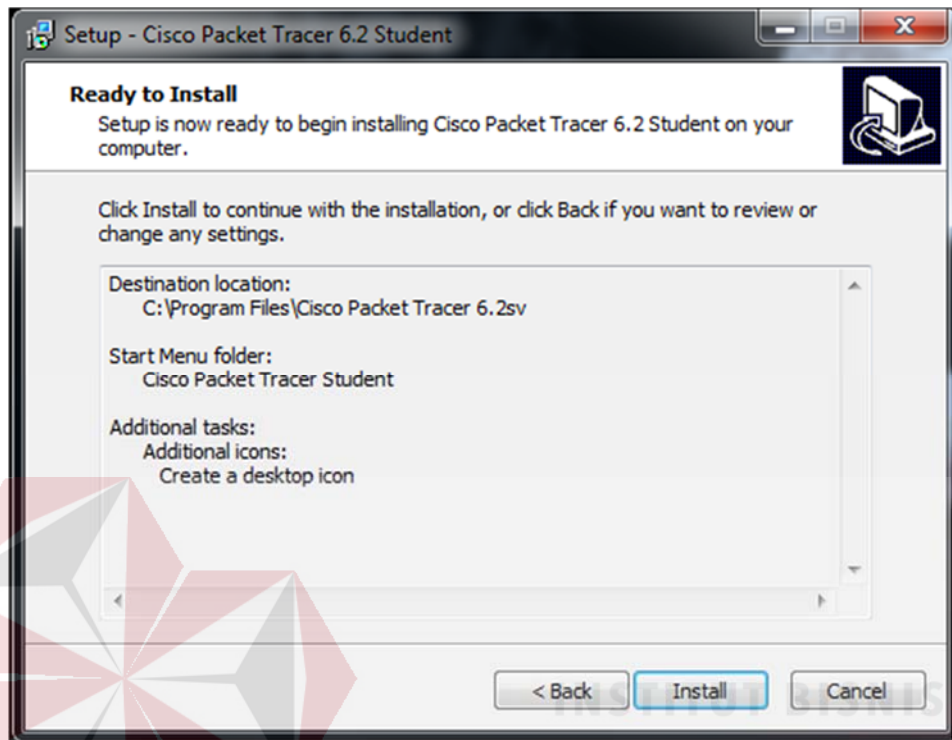 Setup - Cisco Packet Tracer 6.2 Student
Ready to Install
Setup is now ready to begin installing Cisco Packet Tracer 6.2 Student on your
computer.
Click Install to continue with the installation, or click Back if you want to review or
change any settings.
Destination location:
C:\Program Files\Cisco Packet Tracer 6.2sv
Start Menu folder:
Cisco Packet Tracer Student
Additional tasks:
Additional icons:
Create a desktop icon
< Back Install Cancel
INSTITUT BISNIS